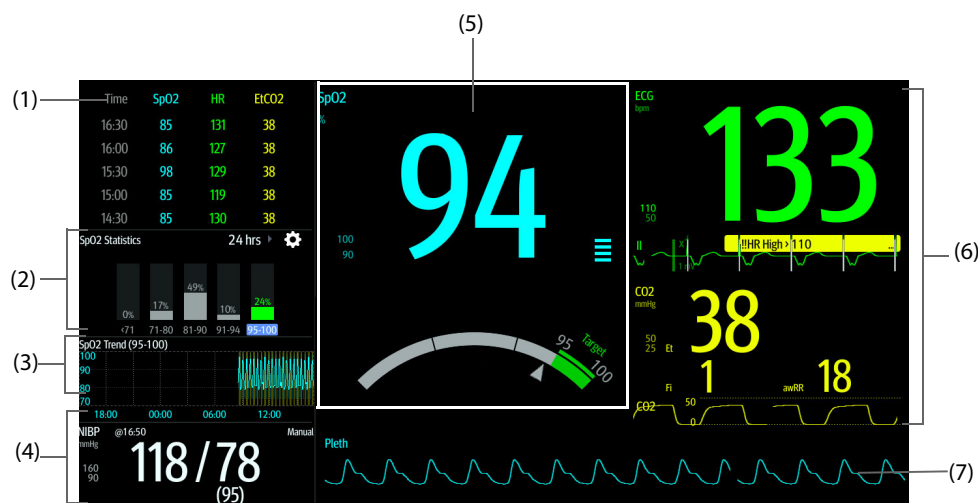 (5)
(1)
Time SpO2 HR EtCO2
16:30 85 131 38
16:00 86 127 38
15:30 98 129 38
15:00 85 119 38
14:30 85 130 38
(2)
SpO2 Statistics 24 hrs
0% 17% 49% 10% 24%
<71 71-80 81-90 91-94 95-100
(3)
SpO2 Trend (95-100)
100
90
80
70
18:00 00:00 06:00 12:00
(4)
NIBP @16:50 Manual
mmHg
160
90
118 / 78
(95)
SpO2
%
94
100
90
95 Target 100
ECG
bpm
133
110
50
!!HR High > 110 ...
II X 1
(6)
CO2
mmHg
38
50
25 Et
Fi 1 awRR 18
CO2 50
0
Pleth
(7)